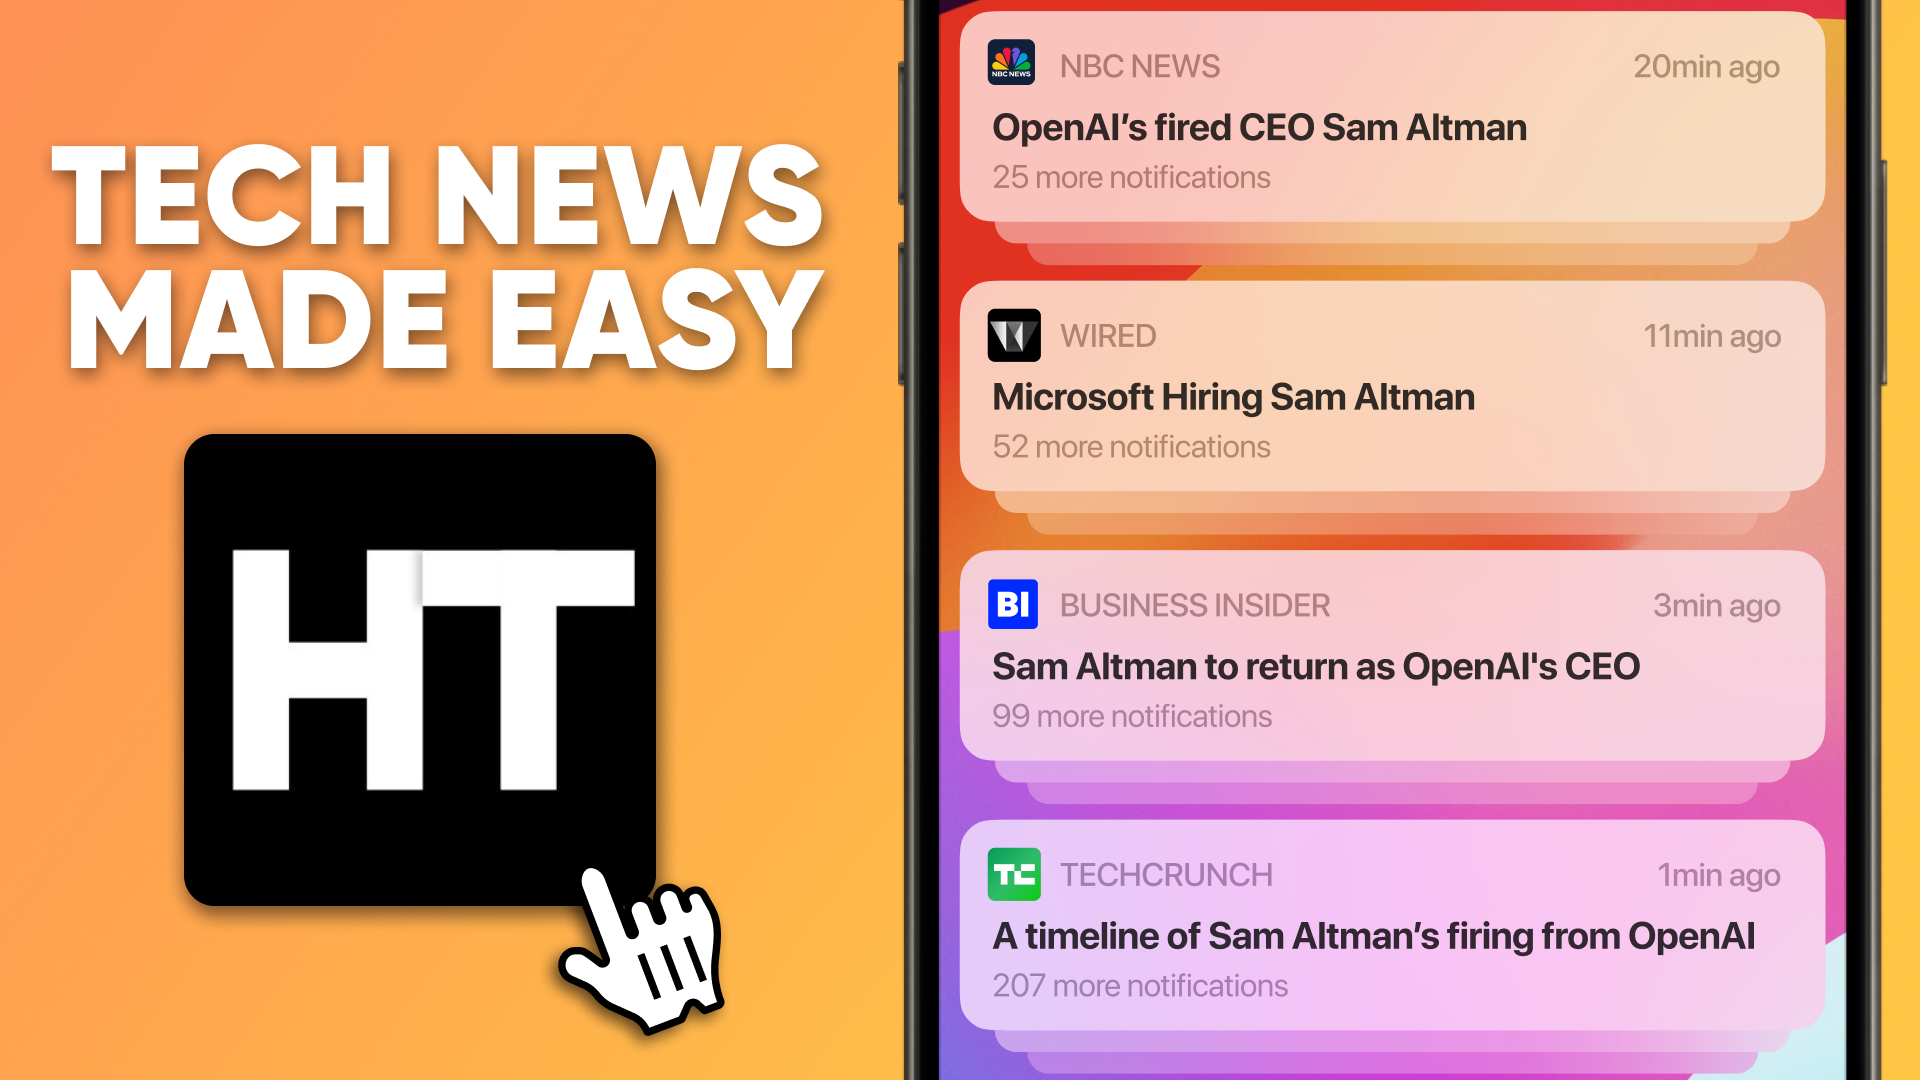 TECH NEWS
MADE EASY
HT
NBC NEWS
NBC NEWS 20min ago
OpenAI’s fired CEO Sam Altman
25 more notifications
W
WIRED 11min ago
Microsoft Hiring Sam Altman
52 more notifications
BI
BUSINESS INSIDER 3min ago
Sam Altman to return as OpenAI's CEO
99 more notifications
TC
TECHCRUNCH 1min ago
A timeline of Sam Altman’s firing from OpenAI
207 more notifications